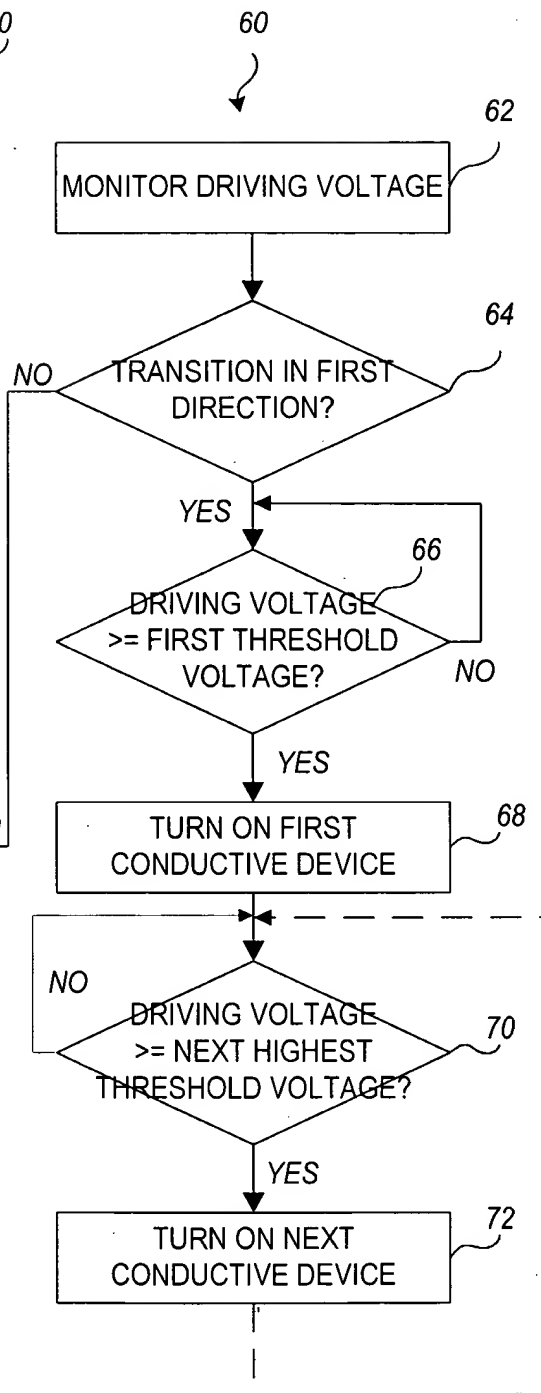 0
60
62
MONITOR DRIVING VOLTAGE
64
NO
TRANSITION IN FIRST
DIRECTION?
YES
66
DRIVING VOLTAGE
>= FIRST THRESHOLD
VOLTAGE?
NO
YES
68
TURN ON FIRST
CONDUCTIVE DEVICE
NO
DRIVING VOLTAGE
>= NEXT HIGHEST
THRESHOLD VOLTAGE?
70
YES
72
TURN ON NEXT
CONDUCTIVE DEVICE